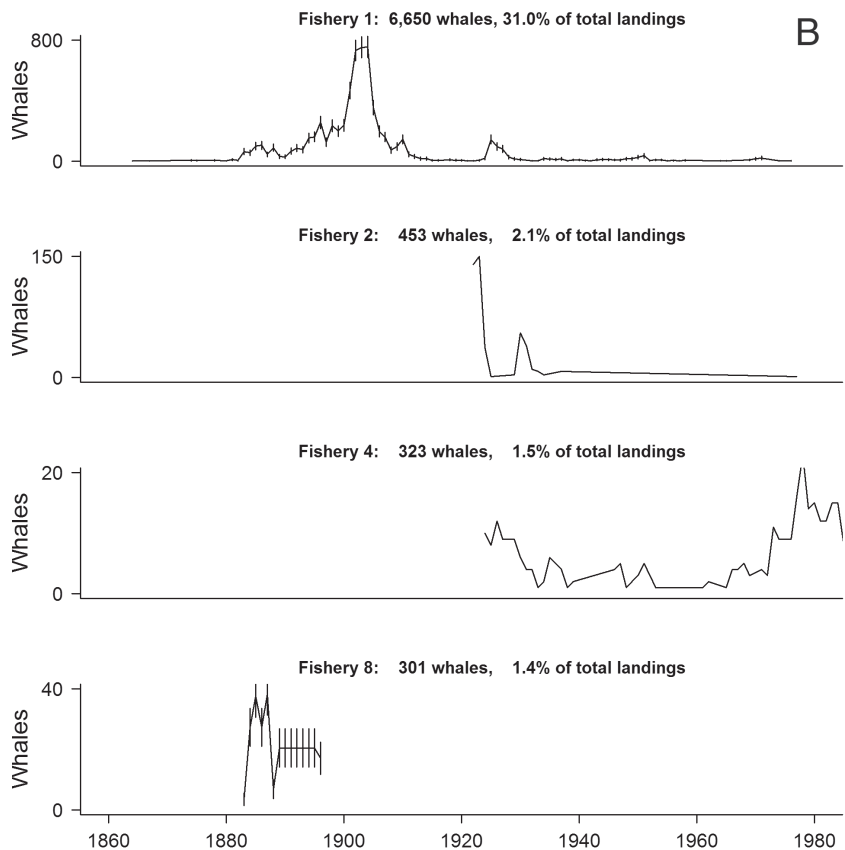 Fishery 1: 6,650 whales, 31.0% of total landings
B
800
Whales
0
Fishery 2: 453 whales, 2.1% of total landings
150
Whales
0
Fishery 4: 323 whales, 1.5% of total landings
20
Whales
0
Fishery 8: 301 whales, 1.4% of total landings
40
Whales
0
1860 1880 1900 1920 1940 1960 1980